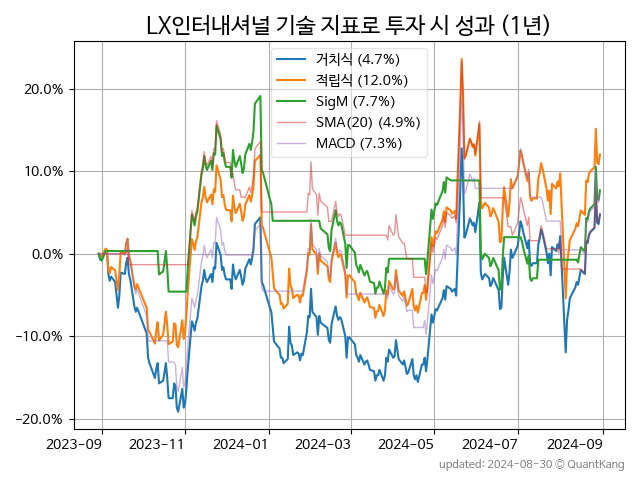 LX인터내셔널 기술 지표로 투자 시 성과 (1년)
거치식 (4.7%)
적립식 (12.0%)
SigM (7.7%)
SMA(20) (4.9%)
MACD (7.3%)
20.0%
10.0%
0.0%
−10.0%
−20.0%
2023-09 2023-11 2024-01 2024-03 2024-05 2024-07 2024-09
updated: 2024-08-30 © QuantKang